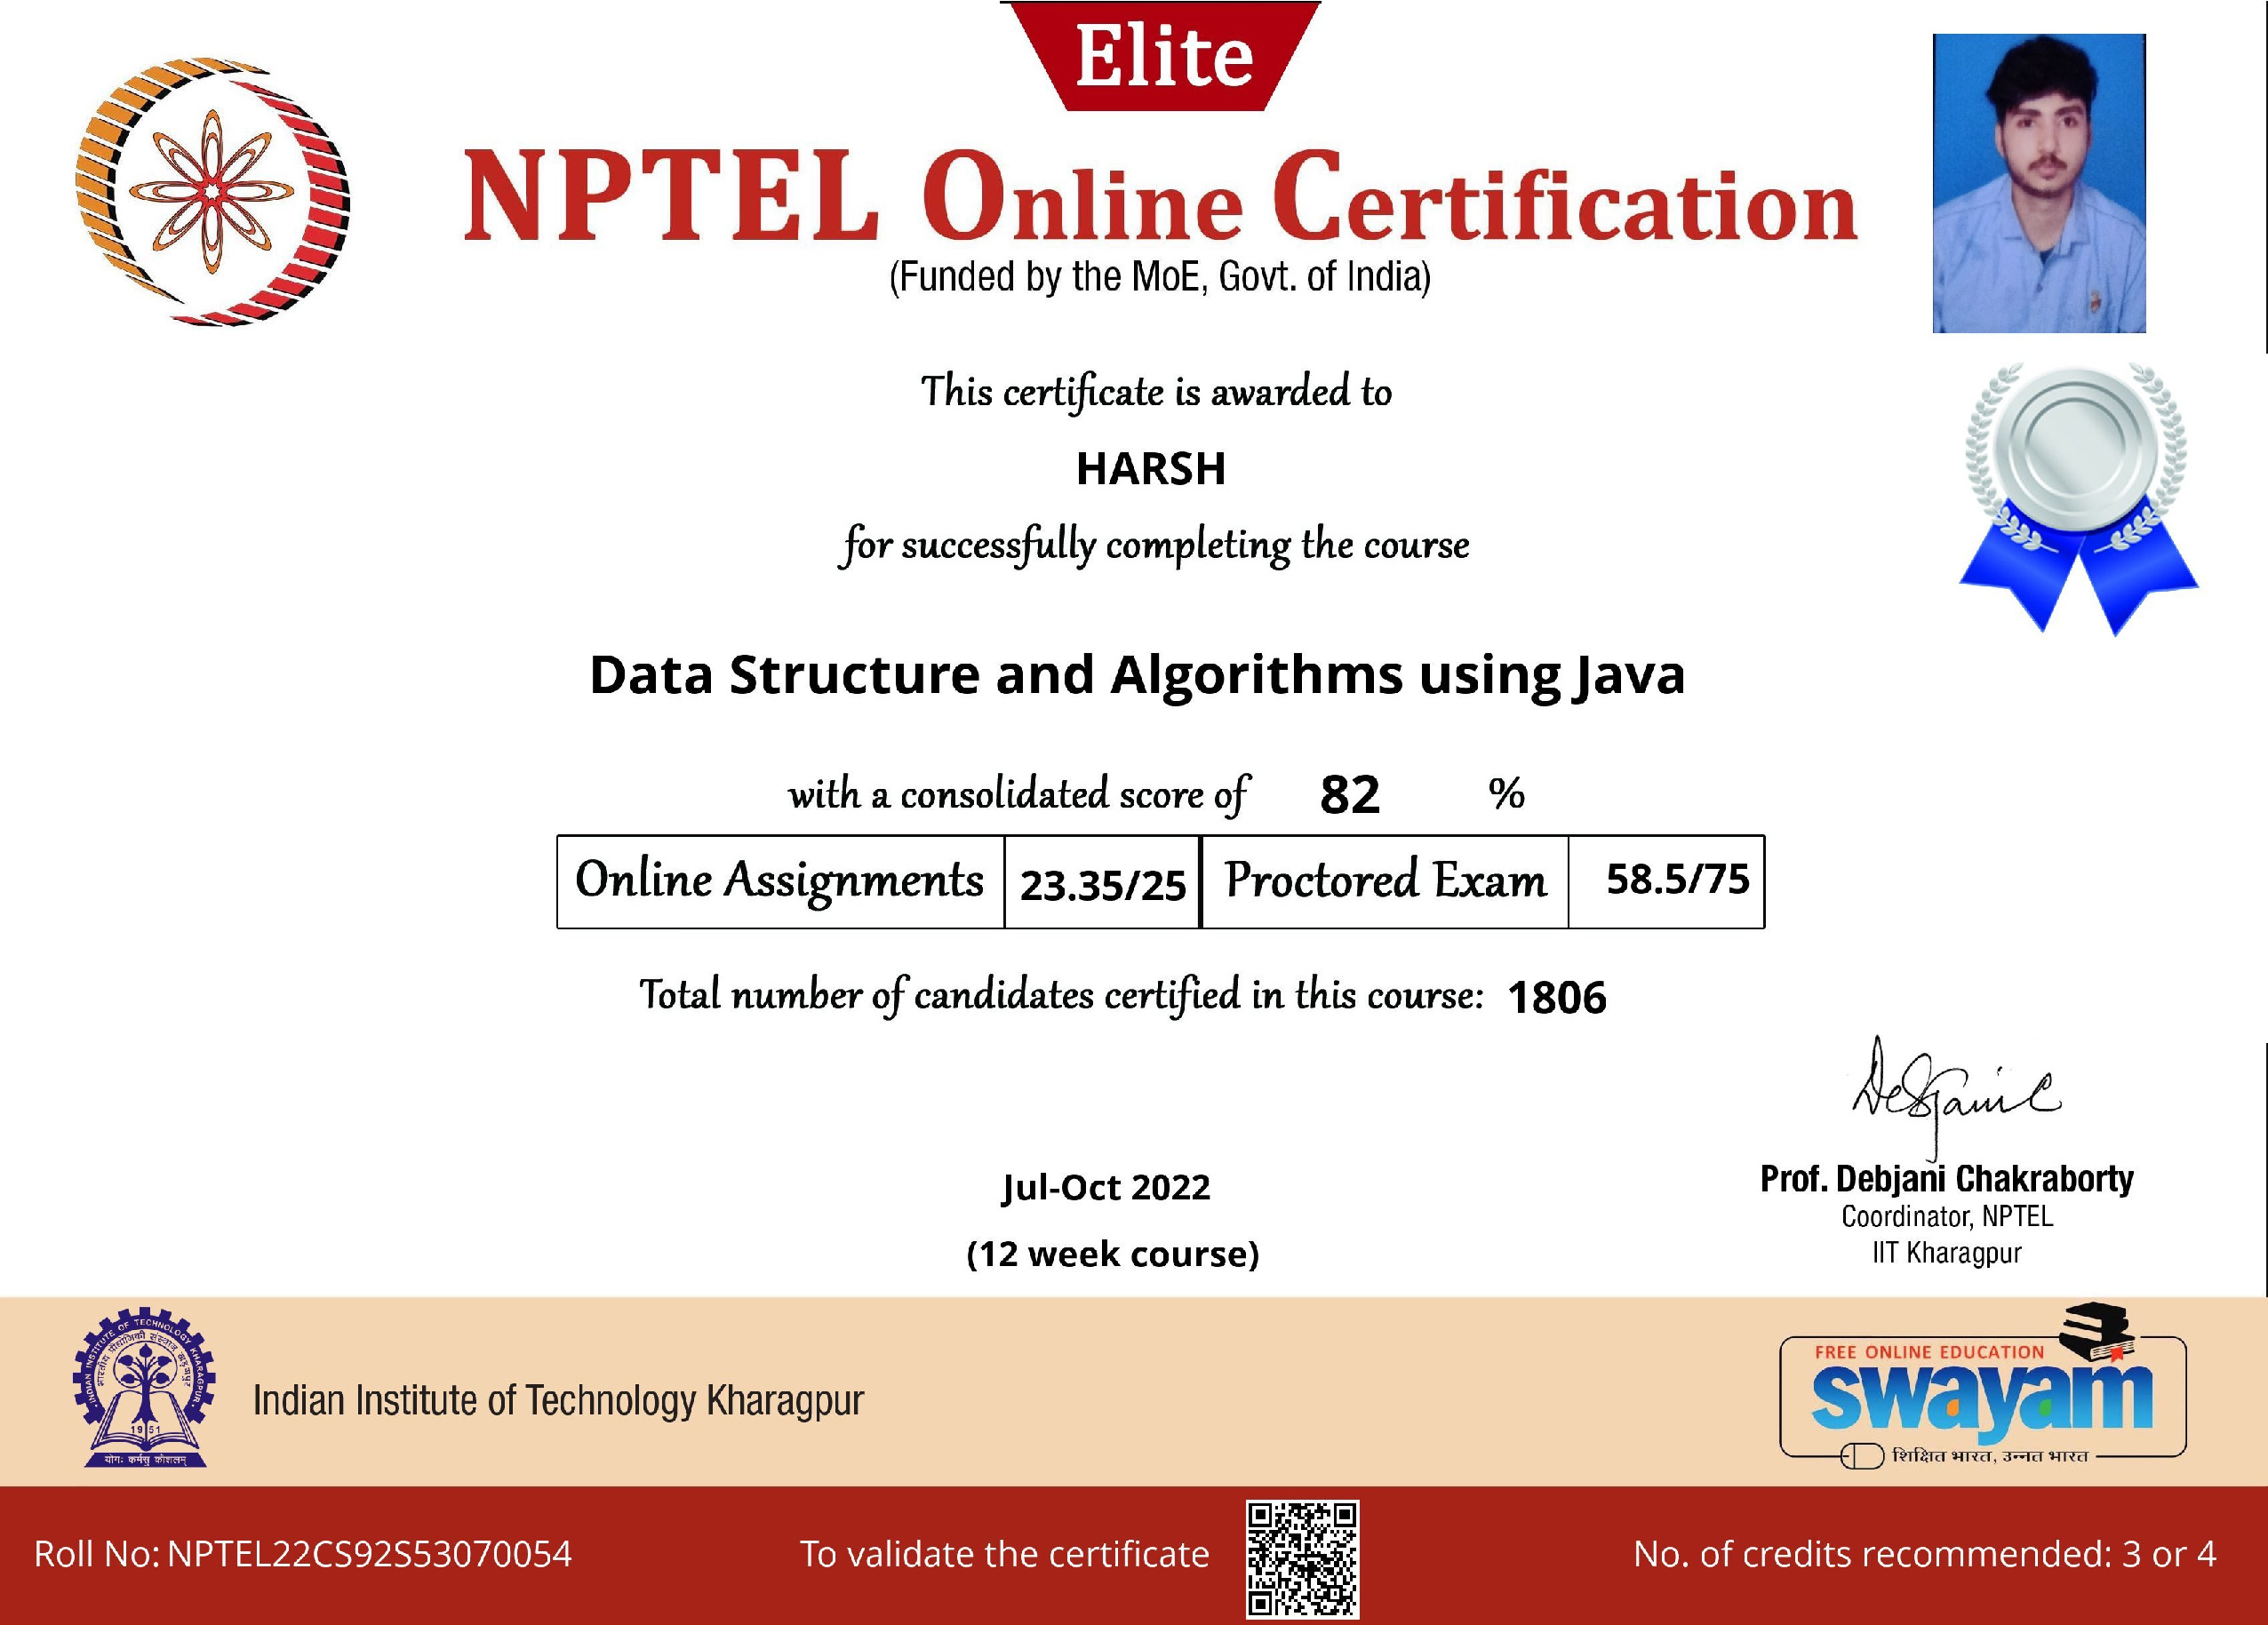 Elite
NPTEL Online Certification
(Funded by the MoE, Govt. of India)
This certificate is awarded to
HARSH
for successfully completing the course
Data Structure and Algorithms using Java
with a consolidated score of 82 %
Online Assignments 23.35/25 Proctored Exam 58.5/75
Total number of candidates certified in this course: 1806
Debjani C
Jul-Oct 2022
(12 week course)
Prof. Debjani Chakraborty
Coordinator, NPTEL
IIT Kharagpur
INDIAN INSTITUTE OF TECHNOLOGY KHARAGPUR
भारतीय प्रौद्योगिकी संस्थान खड़गपुर
1951
योगः कर्मसु कौशलम्
Indian Institute of Technology Kharagpur
FREE ONLINE EDUCATION
swayam
शिक्षित भारत, उन्नत भारत
Roll No: NPTEL22CS92S53070054
To validate the certificate
No. of credits recommended: 3 or 4